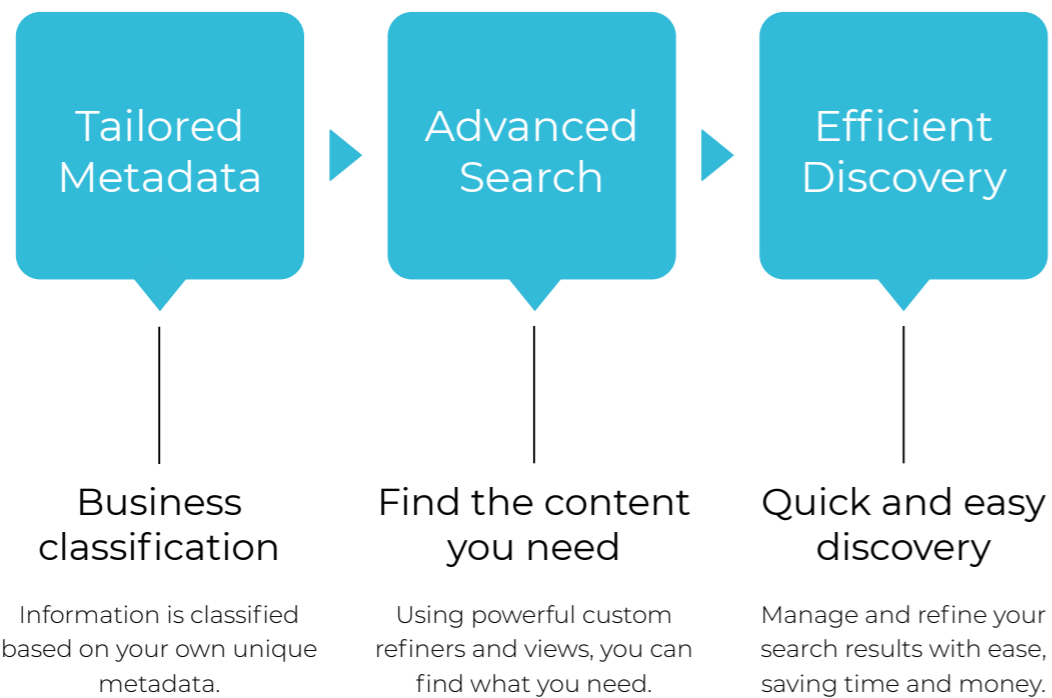 Tailored
Metadata
Advanced
Search
Efficient
Discovery
Business
classification
Information is classified
based on your own unique
metadata.
Find the content
you need
Using powerful custom
refiners and views, you can
find what you need.
Quick and easy
discovery
Manage and refine your
search results with ease,
saving time and money.